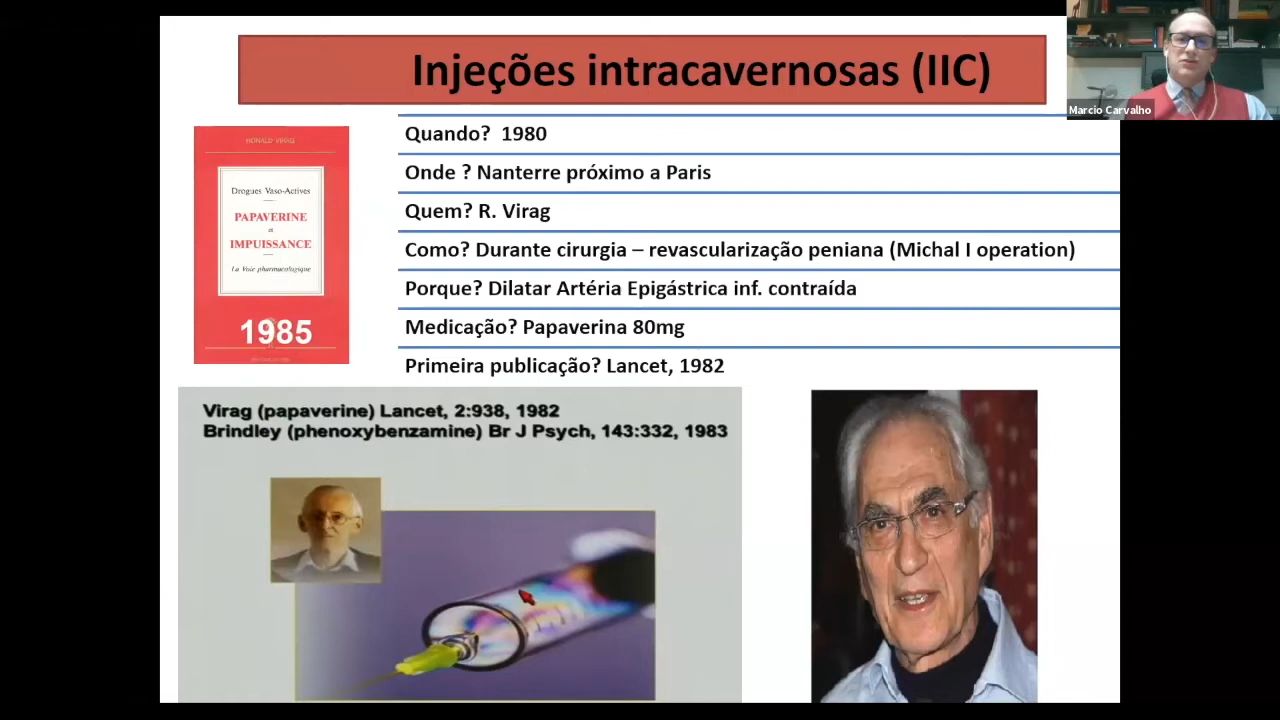 Injeções intracavernosas (IIC)
Marcio Carvalho
Quando? 1980
Onde ? Nanterre próximo a Paris
Quem? R. Virag
Como? Durante cirurgia – revascularização peniana (Michal I operation)
Porque? Dilatar Artéria Epigástrica inf. contraída
Medicação? Papaverina 80mg
Primeira publicação? Lancet, 1982
RONALD VIRAG
Drogues Vaso-Actives
PAPAVERINE
et
IMPUISSANCE
La Voie pharmacologique
1985
Virag (papaverine) Lancet, 2:938, 1982
Brindley (phenoxybenzamine) Br J Psych, 143:332, 1983